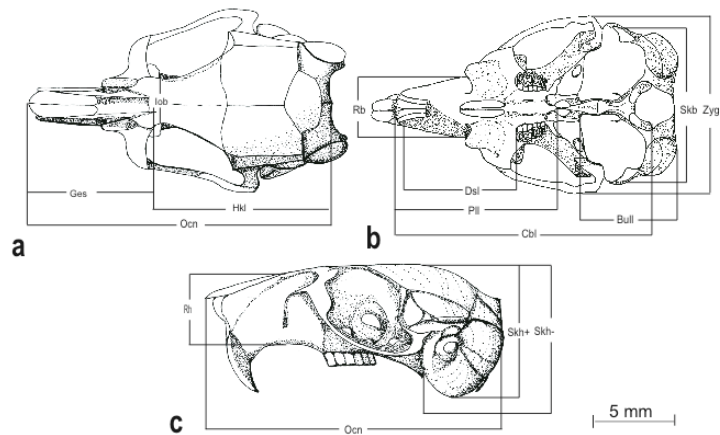 Iob
Ges
Hkl
Ocn
a
Rb
Skb
Zyg
Dsl
Pll
Bull
Cbl
b
Rh
Skh+
Skh-
Ocn
c
5 mm